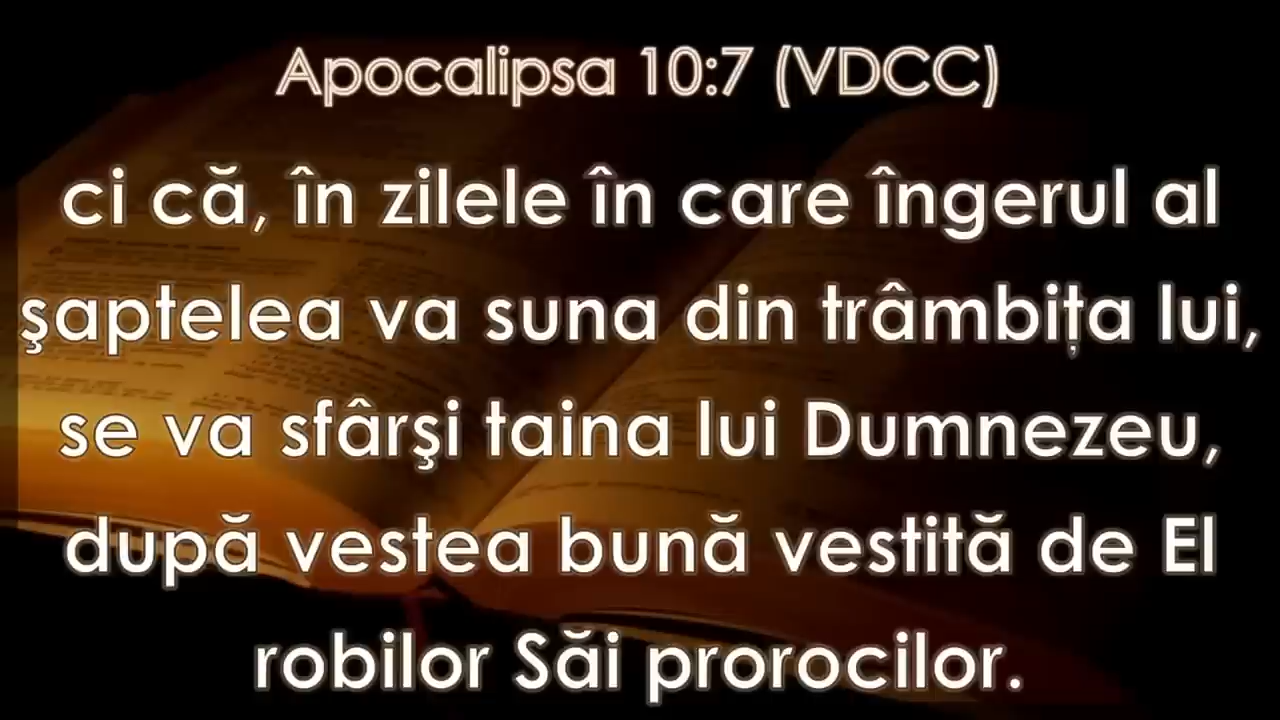 Apocalipsa 10:7 (VDCC)
ci că, în zilele în care îngerul al
şaptelea va suna din trâmbița lui,
se va sfârşi taina lui Dumnezeu,
după vestea bună vestită de El
robilor Săi prorocilor.